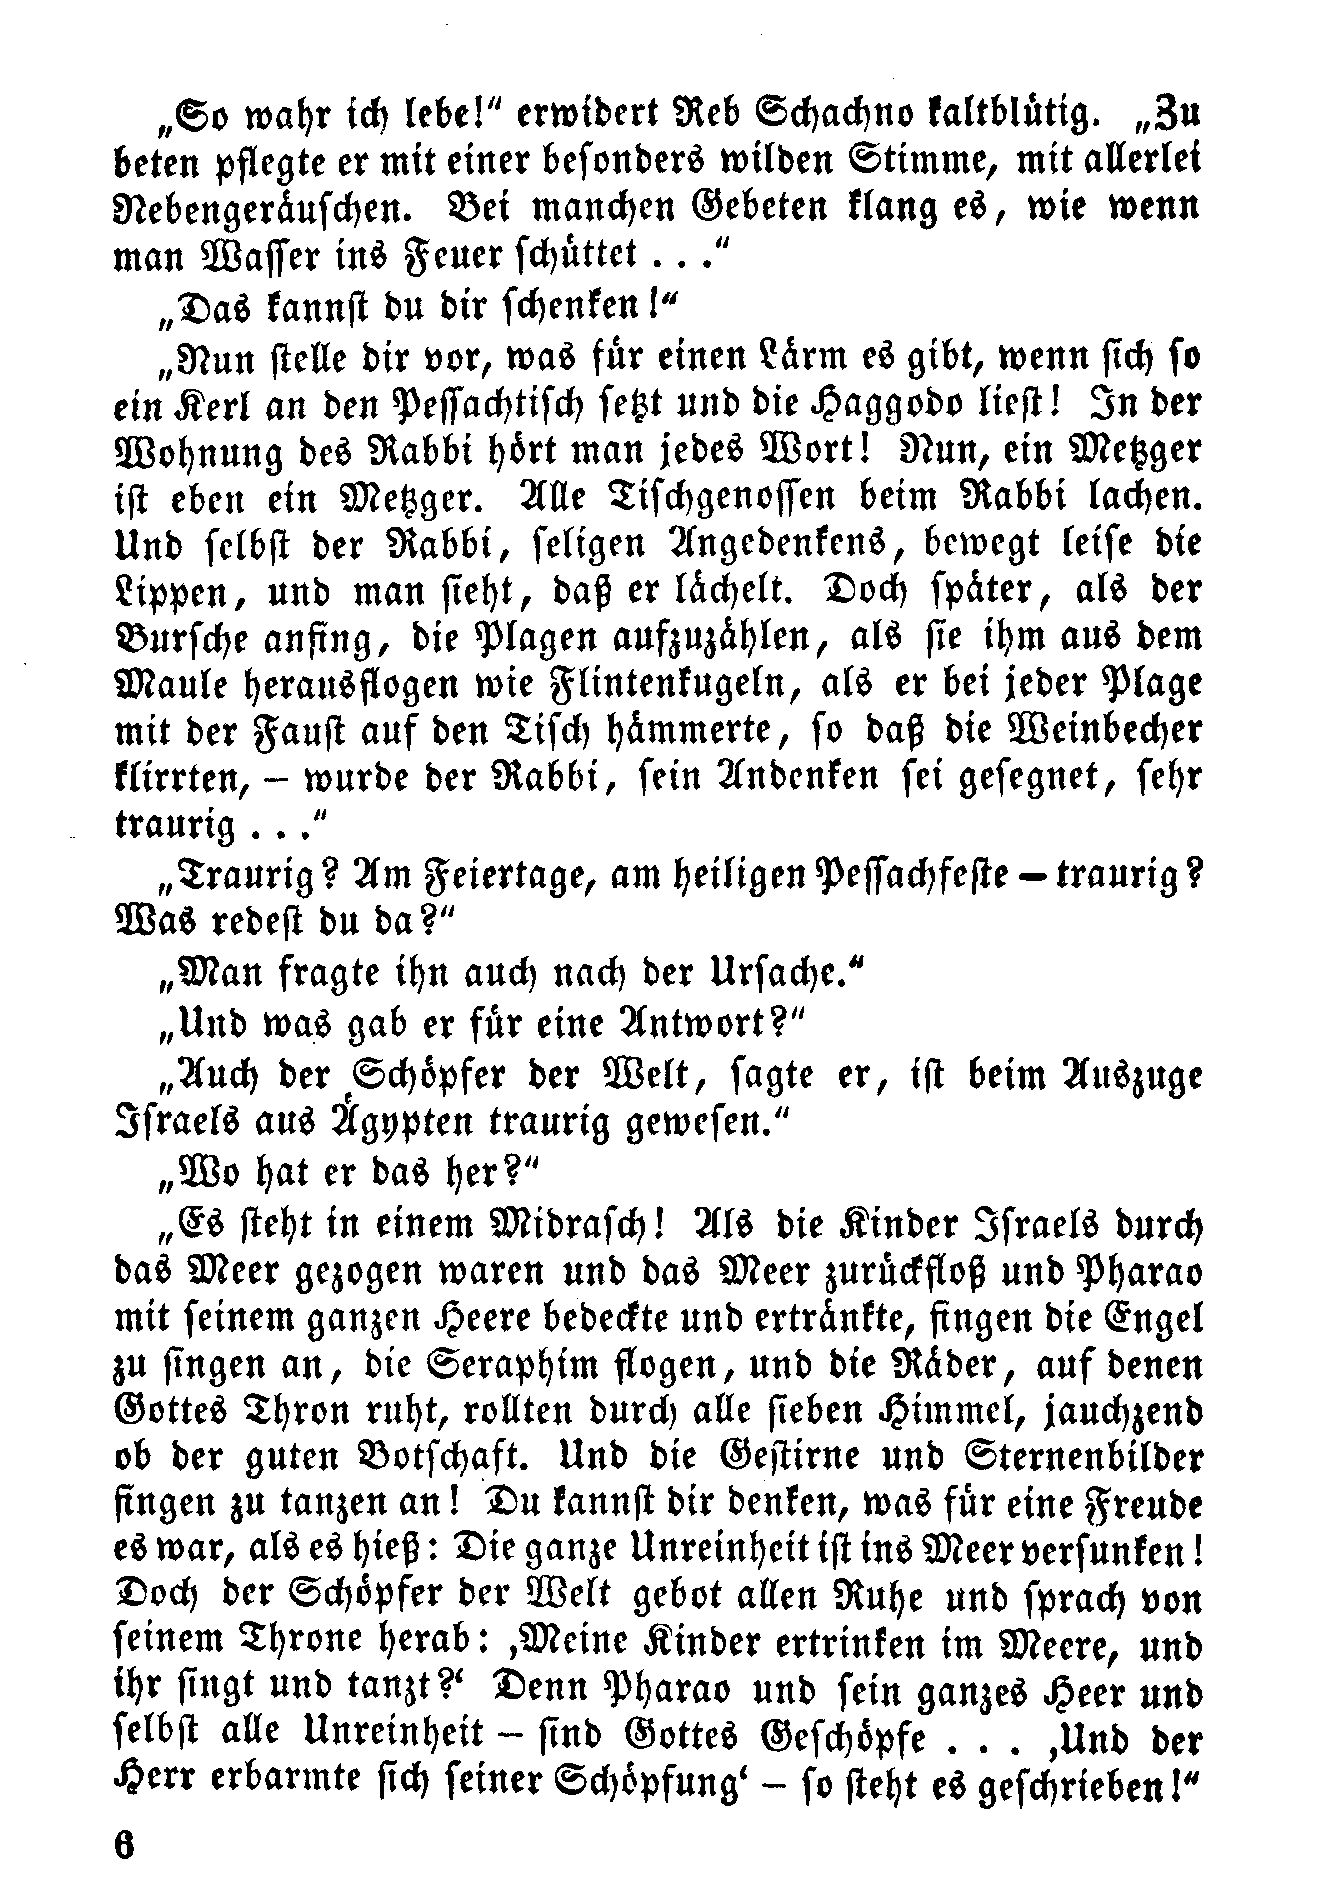 „So wahr ich lebe!“ erwidert Reb Schachno kaltblütig. „Zu
beten pflegte er mit einer besonders wilden Stimme, mit allerlei
Nebengeräuschen. Bei manchen Gebeten klang es, wie wenn
man Wasser ins Feuer schüttet . . .“
„Das kannst du dir schenken!“
„Nun stelle dir vor, was für einen Lärm es gibt, wenn sich so
ein Kerl an den Pessachtisch setzt und die Haggodo liest! In der
Wohnung des Rabbi hört man jedes Wort! Nun, ein Metzger
ist eben ein Metzger. Alle Tischgenossen beim Rabbi lachen.
Und selbst der Rabbi, seligen Angedenkens, bewegt leise die
Lippen, und man sieht, daß er lächelt. Doch später, als der
Bursche anfing, die Plagen aufzuzählen, als sie ihm aus dem
Maule herausflogen wie Flintenkugeln, als er bei jeder Plage
mit der Faust auf den Tisch hämmerte, so daß die Weinbecher
klirrten, – wurde der Rabbi, sein Andenken sei gesegnet, sehr
traurig . . .“
„Traurig? Am Feiertage, am heiligen Pessachfeste – traurig?
Was redest du da?“
„Man fragte ihn auch nach der Ursache.“
„Und was gab er für eine Antwort?“
„Auch der Schöpfer der Welt, sagte er, ist beim Auszuge
Israels aus Ägypten traurig gewesen.“
„Wo hat er das her?“
„Es steht in einem Midrasch! Als die Kinder Israels durch
das Meer gezogen waren und das Meer zurückfloß und Pharao
mit seinem ganzen Heere bedeckte und ertränkte, fingen die Engel
zu singen an, die Seraphim flogen, und die Räder, auf denen
Gottes Thron ruht, rollten durch alle sieben Himmel, jauchzend
ob der guten Botschaft. Und die Gestirne und Sternenbilder
fingen zu tanzen an! Du kannst dir denken, was für eine Freude
es war, als es hieß: Die ganze Unreinheit ist ins Meer versunken!
Doch der Schöpfer der Welt gebot allen Ruhe und sprach von
seinem Throne herab: ‚Meine Kinder ertrinken im Meere, und
ihr singt und tanzt?‘ Denn Pharao und sein ganzes Heer und
selbst alle Unreinheit – sind Gottes Geschöpfe . . . ‚Und der
Herr erbarmte sich seiner Schöpfung‘ – so steht es geschrieben!“
6